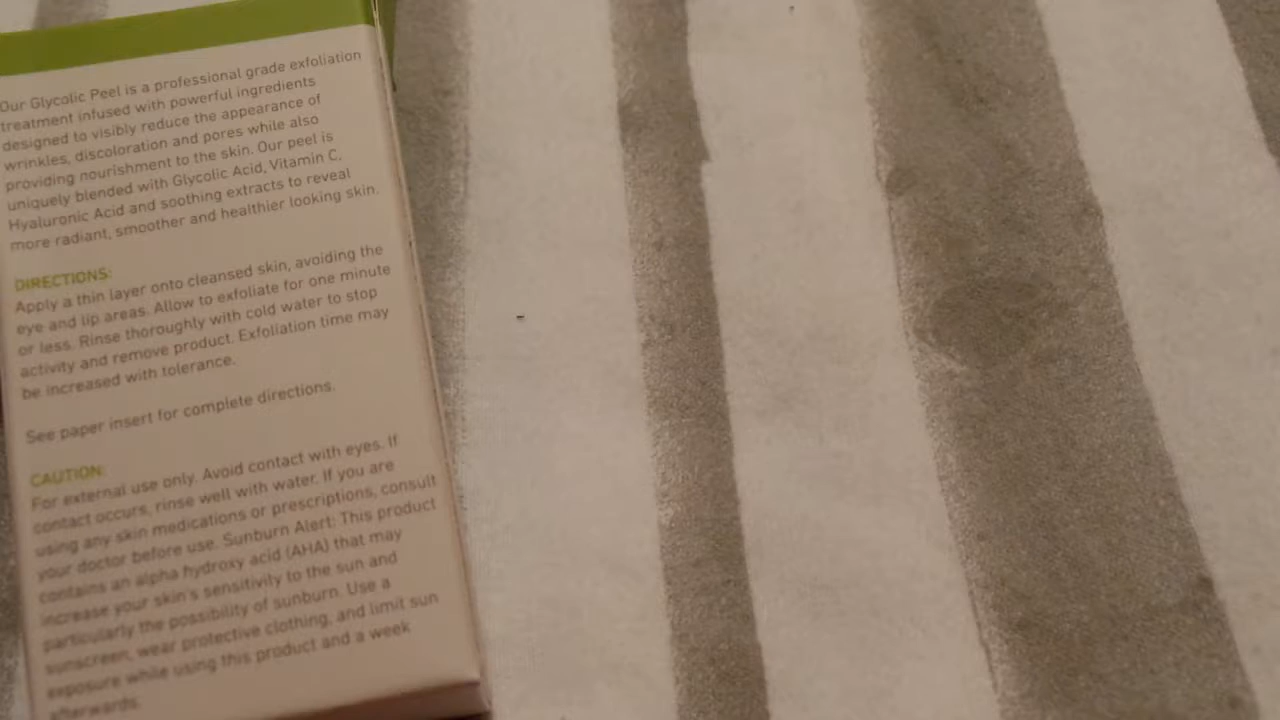 Our Glycolic Peel is a professional grade exfoliation
treatment infused with powerful ingredients
designed to visibly reduce the appearance of
wrinkles, discoloration and pores while also
providing nourishment to the skin. Our peel is
uniquely blended with Glycolic Acid, Vitamin C,
Hyaluronic Acid and soothing extracts to reveal
more radiant, smoother and healthier looking skin.
DIRECTIONS:
Apply a thin layer onto cleansed skin, avoiding the
eye and lip areas. Allow to exfoliate for one minute
or less. Rinse thoroughly with cold water to stop
activity and remove product. Exfoliation time may
be increased with tolerance.
See paper insert for complete directions.
CAUTION:
For external use only. Avoid contact with eyes. If
contact occurs, rinse well with water. If you are
using any skin medications or prescriptions, consult
your doctor before use. Sunburn Alert: This product
contains an alpha hydroxy acid (AHA) that may
increase your skin's sensitivity to the sun and
particularly the possibility of sunburn. Use a
sunscreen, wear protective clothing, and limit sun
exposure while using this product and a week
afterwards.